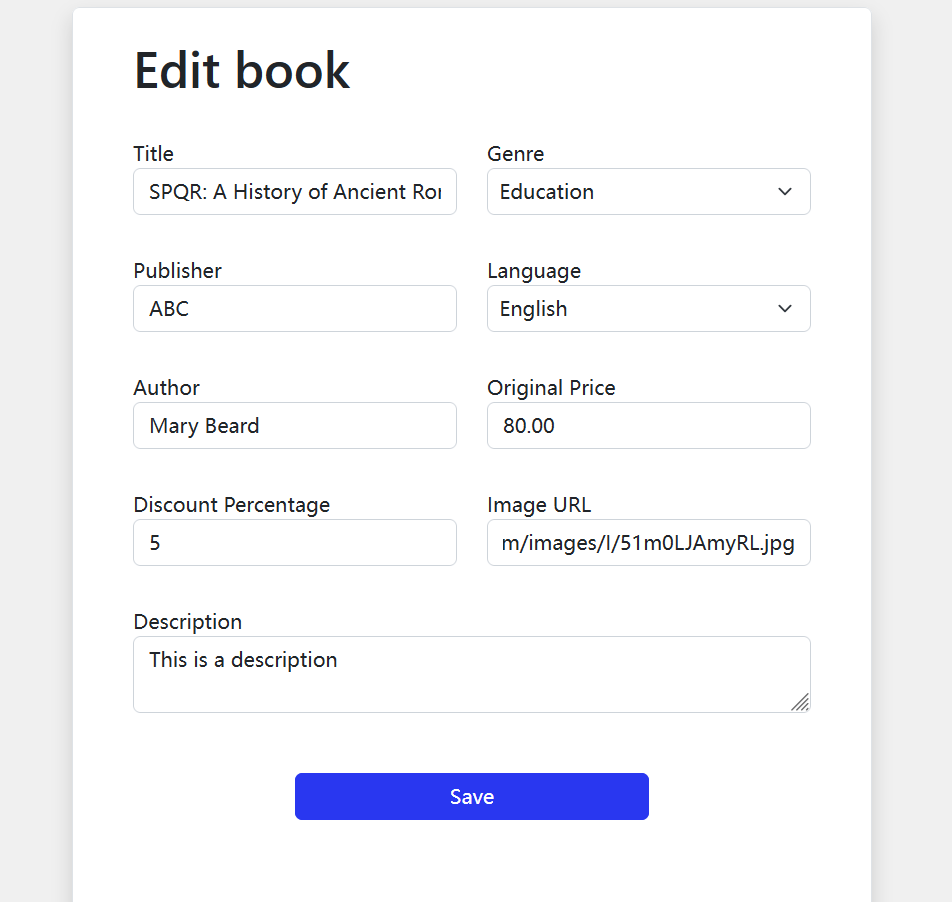 Edit book
Title
Genre
SPQR: A History of Ancient
Education
Publisher
Language
ABC
English
Author
Original Price
Mary Beard
80.00
Discount Percentage
Image URL
5
m/images/I/51m0LJAmyRL.jpg
Description
This is a description
Save